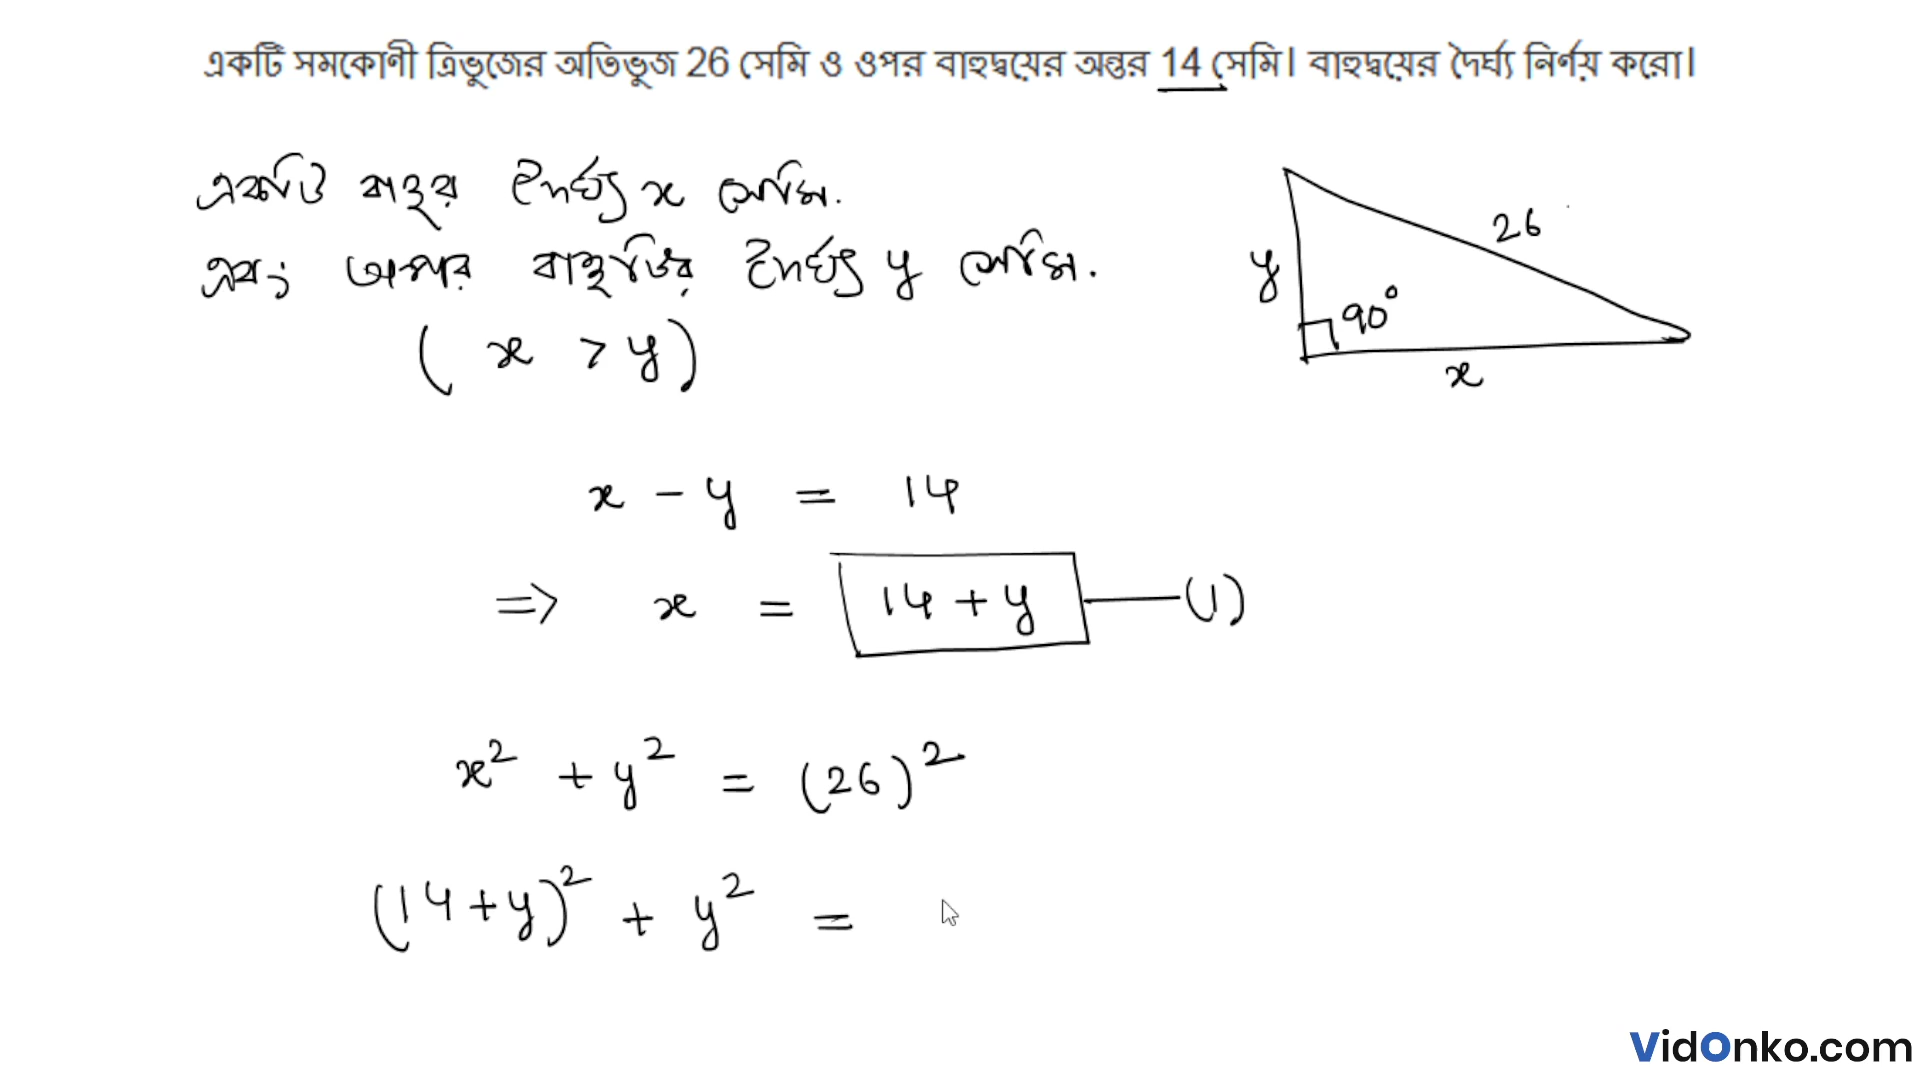 একটি সমকোণী ত্রিভুজের অতিভুজ 26 সেমি ও ওপর বাহুদ্বয়ের অন্তর 14 সেমি। বাহুদ্বয়ের দৈর্ঘ্য নির্ণয় করো।
একটি বাহুর দৈর্ঘ্য x সেমি.
এবং অপর বাহুটির দৈর্ঘ্য y সেমি.
(x > y)
26
y
90°
x
x - y = 14
=> x = 14 + y —(1)
x² + y² = (26)²
(14+y)² + y² =
VidOnko.com